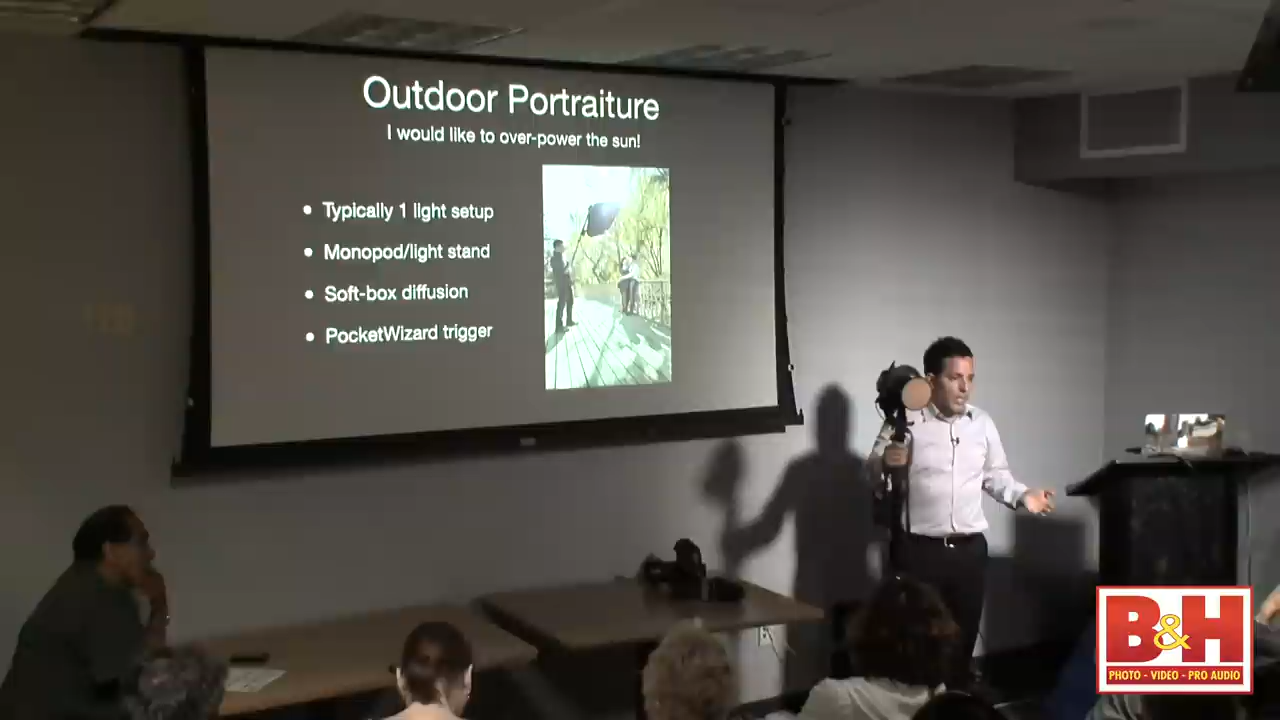 Outdoor Portraiture
I would like to over-power the sun!
• Typically 1 light setup
• Monopod/light stand
• Soft-box diffusion
• PocketWizard trigger
B&H
PHOTO - VIDEO - PRO AUDIO